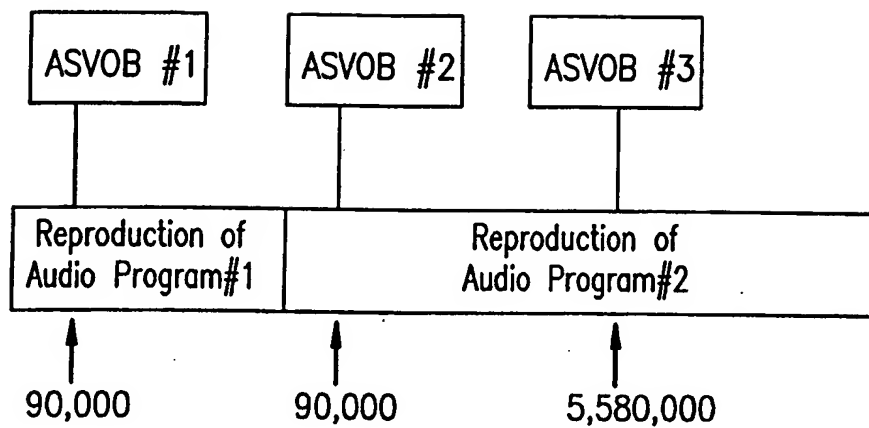 ASVOB #1
ASVOB #2
ASVOB #3
Reproduction of
Audio Program#1
Reproduction of
Audio Program#2
90,000
90,000
5,580,000